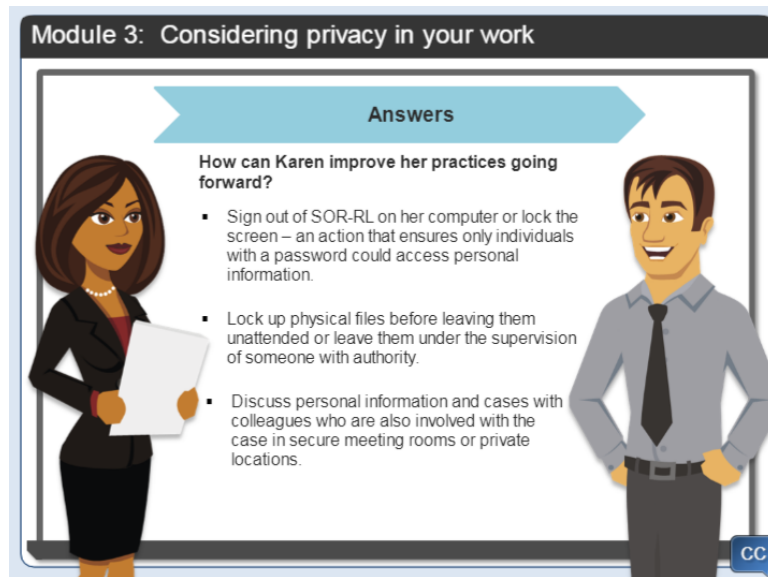 Module 3:  Considering privacy in your work
Answers
How can Karen improve her practices going
forward?
▪ Sign out of SOR-RL on her computer or lock the
screen – an action that ensures only individuals
with a password could access personal
information.
▪ Lock up physical files before leaving them
unattended or leave them under the supervision
of someone with authority.
▪ Discuss personal information and cases with
colleagues who are also involved with the
case in secure meeting rooms or private
locations.
CC